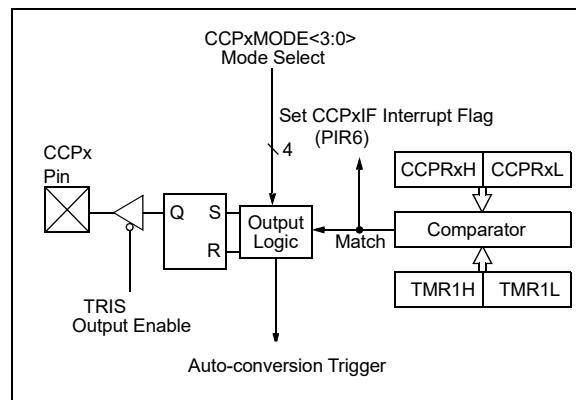 CCPxMODE<3:0>
Mode Select
Set CCPxIF Interrupt Flag
(PIR6)
4
CCPx
Pin
CCPRxH CCPRxL
Q S
R
Output
Logic
Match
Comparator
TMR1H TMR1L
TRIS
Output Enable
Auto-conversion Trigger